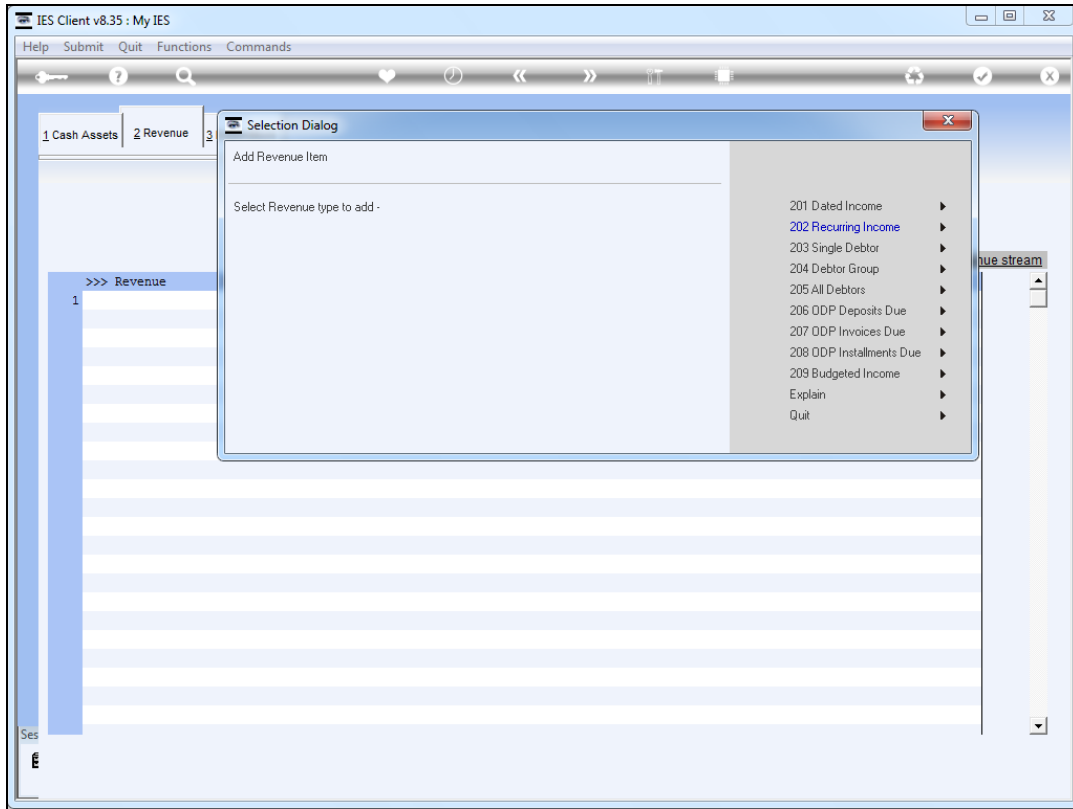 IES Client v8.35 : My IES
Help Submit Quit Functions Commands
1 Cash Assets 2 Revenue 3
Selection Dialog
Add Revenue Item
Select Revenue type to add -
201 Dated Income
202 Recurring Income
203 Single Debtor
204 Debtor Group
205 All Debtors
206 ODP Deposits Due
207 ODP Invoices Due
208 ODP Installments Due
209 Budgeted Income
Explain
Quit
stream
>>> Revenue
1
Ses